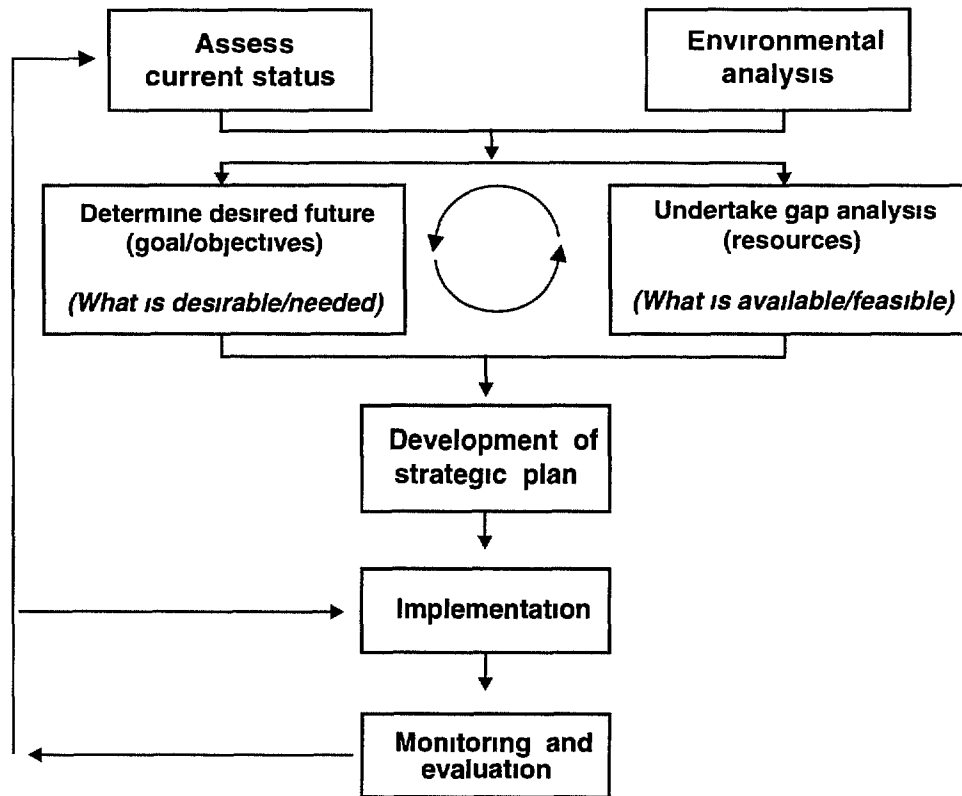 Assess
current status
Environmental
analysis
Determine desired future
(goal/objectives)
(What is desirable/needed)
Undertake gap analysis
(resources)
(What is available/feasible)
Development of
strategic plan
Implementation
Monitoring and
evaluation